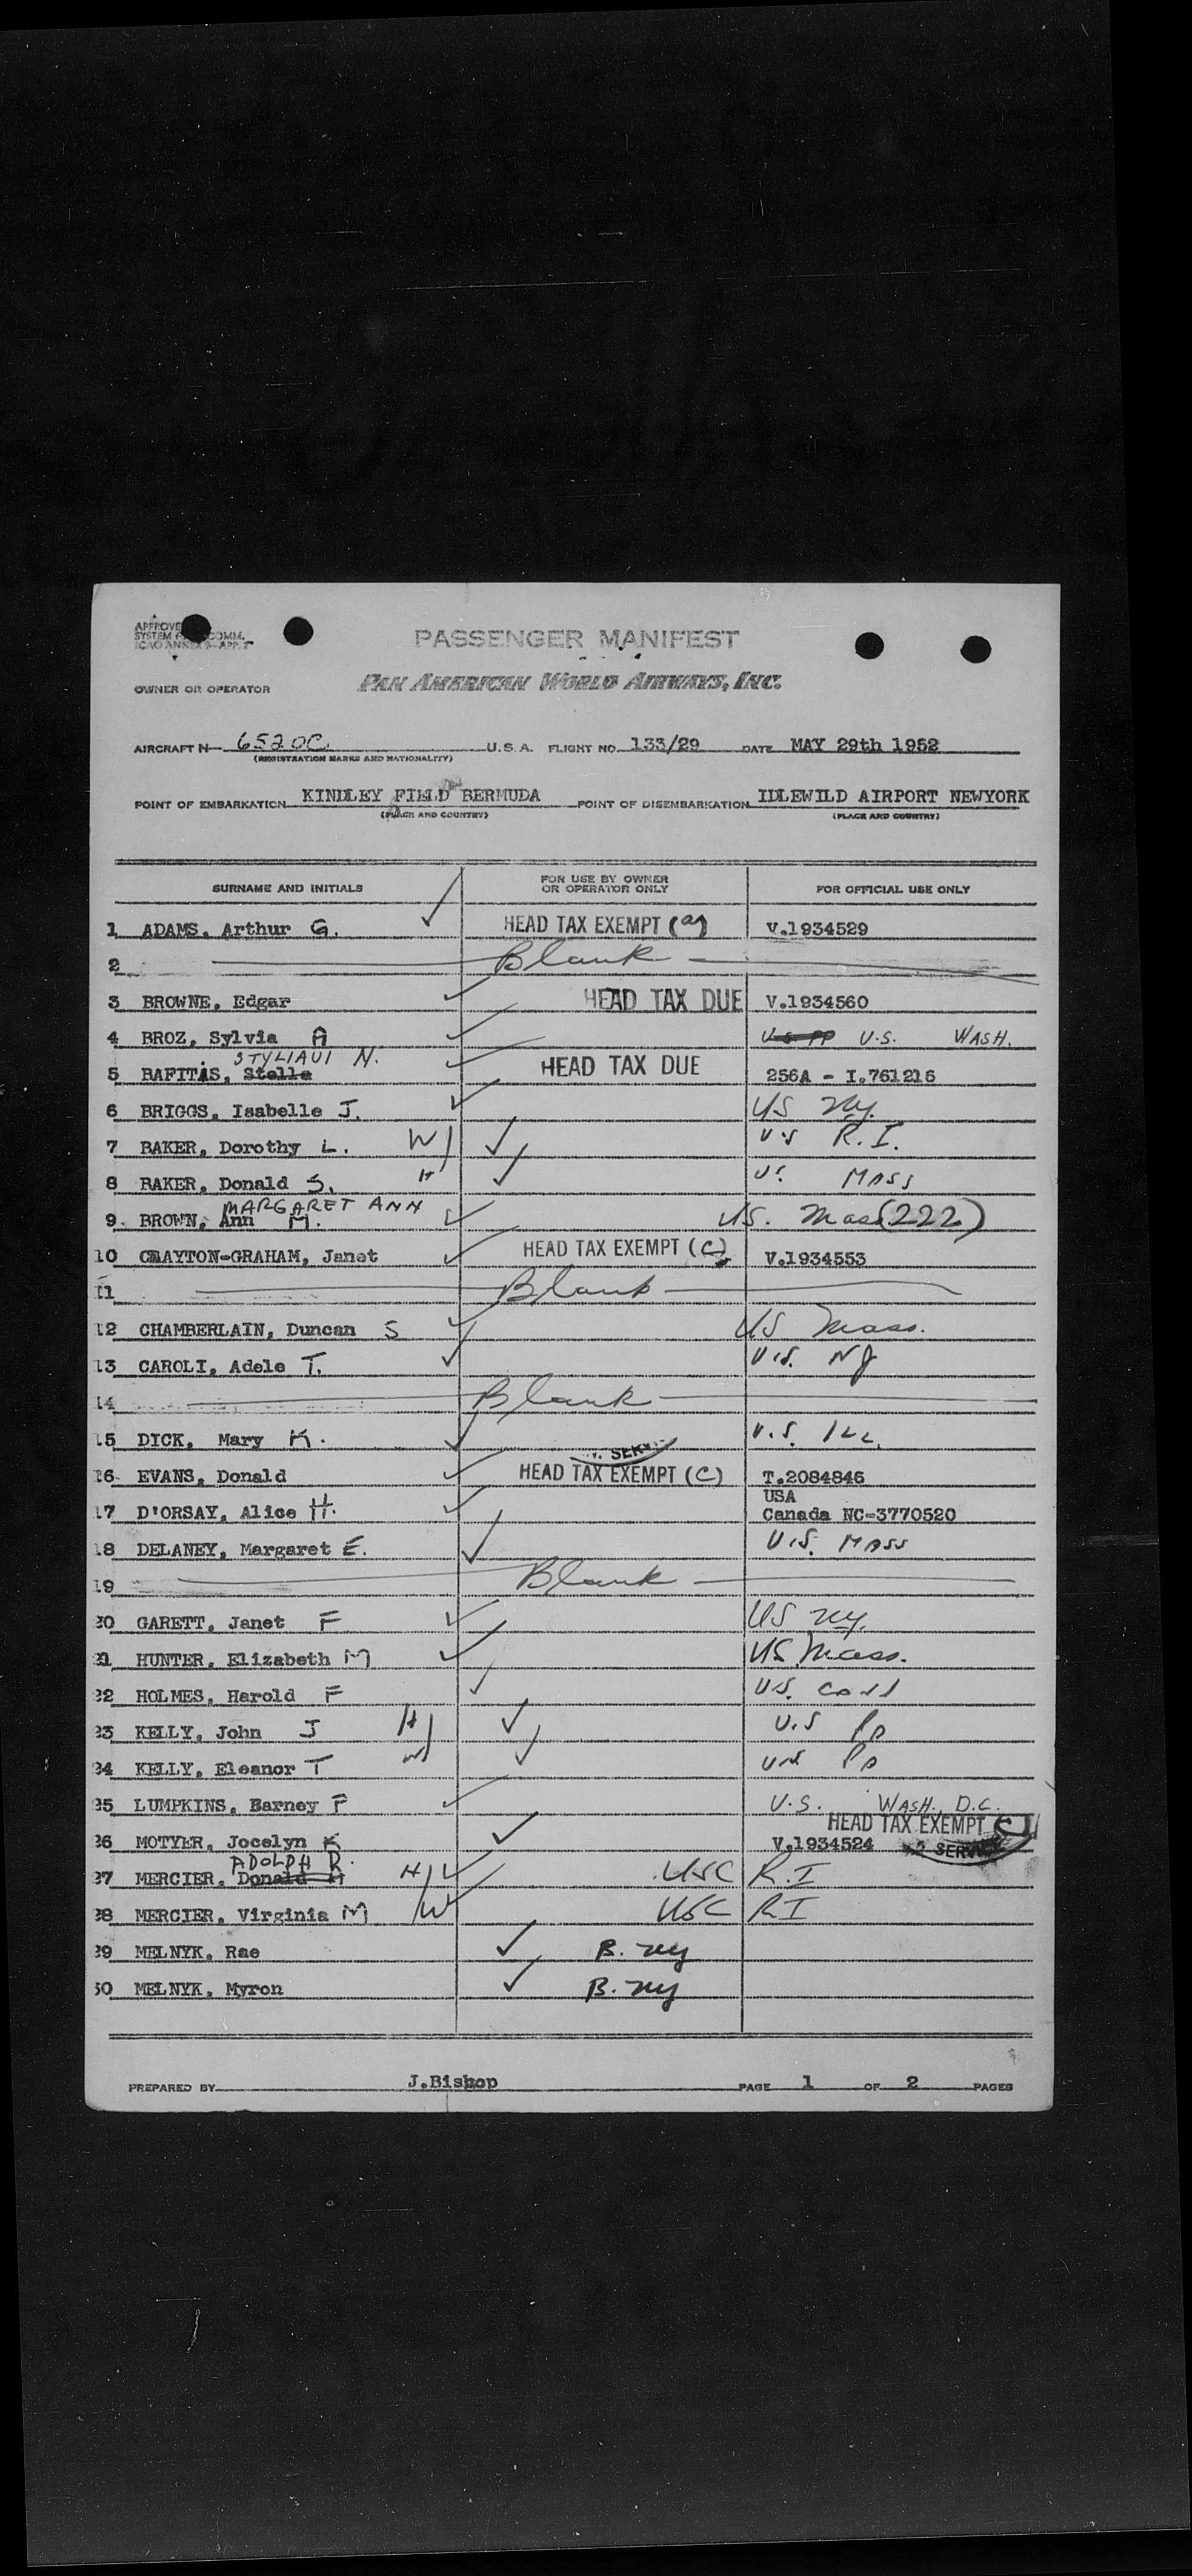 PASSENGER MANIFEST
OWNER OR OPERATOR PAN AMERICAN WORLD AIRWAYS, INC.
AIRCRAFT N— 6520C U.S.A. FLIGHT NO. 133/29 DATE MAY 29th 1952
(REGISTRATION MARKS AND NATIONALITY)
POINT OF EMBARKATION KINDLEY FIELD BERMUDA POINT OF DISEMBARKATION IDLEWILD AIRPORT NEWYORK
(PLACE AND COUNTRY) (PLACE AND COUNTRY)
SURNAME AND INITIALS FOR USE BY OWNER OR OPERATOR ONLY FOR OFFICIAL USE ONLY
1 ADAMS, Arthur G. HEAD TAX EXEMPT (a) V.1934529
2 Blank
3 BROWNE, Edgar HEAD TAX DUE V.1934560
4 BROZ, Sylvia A U.S. WASH.
STYLIAUI N.
5 BAFITIS, Stella HEAD TAX DUE 256A - I.761216
6 BRIGGS, Isabelle J. US NY.
7 BAKER, Dorothy L. W U.S R.I.
8 BAKER, Donald S. H U. MASS
MARGARET ANN
9. BROWN, Ann M. US. Mass (222)
10 CLAYTON-GRAHAM, Janet HEAD TAX EXEMPT (C) V.1934553
11 Blank
12 CHAMBERLAIN, Duncan S US Mass.
13 CAROLI, Adele T. U.S. NJ
14 Blank
15 DICK, Mary K. U.S. ILL.
16 EVANS, Donald HEAD TAX EXEMPT (C) T.2084846
USA
17 D'ORSAY, Alice H. Canada NC-3770520
18 DELANEY, Margaret E. U.S. MASS
19 Blank
20 GARETT, Janet F US NY.
21 HUNTER, Elizabeth M US Mass.
22 HOLMES, Harold F U.S. Conn
23 KELLY, John J H U.S Pa
24 KELLY, Eleanor T W U.S Pa
25 LUMPKINS, Barney F U.S. WASH, D.C.
HEAD TAX EXEMPT (C)
26 MOTYER, Jocelyn K V.1934524
ADOLPH R.
27 MERCIER, Donald H USC R.I
28 MERCIER, Virginia M W USC RI
29 MELNYK, Rae B. NY
30 MELNYK, Myron B. NY
PREPARED BY J.Bishop PAGE 1 OF 2 PAGES